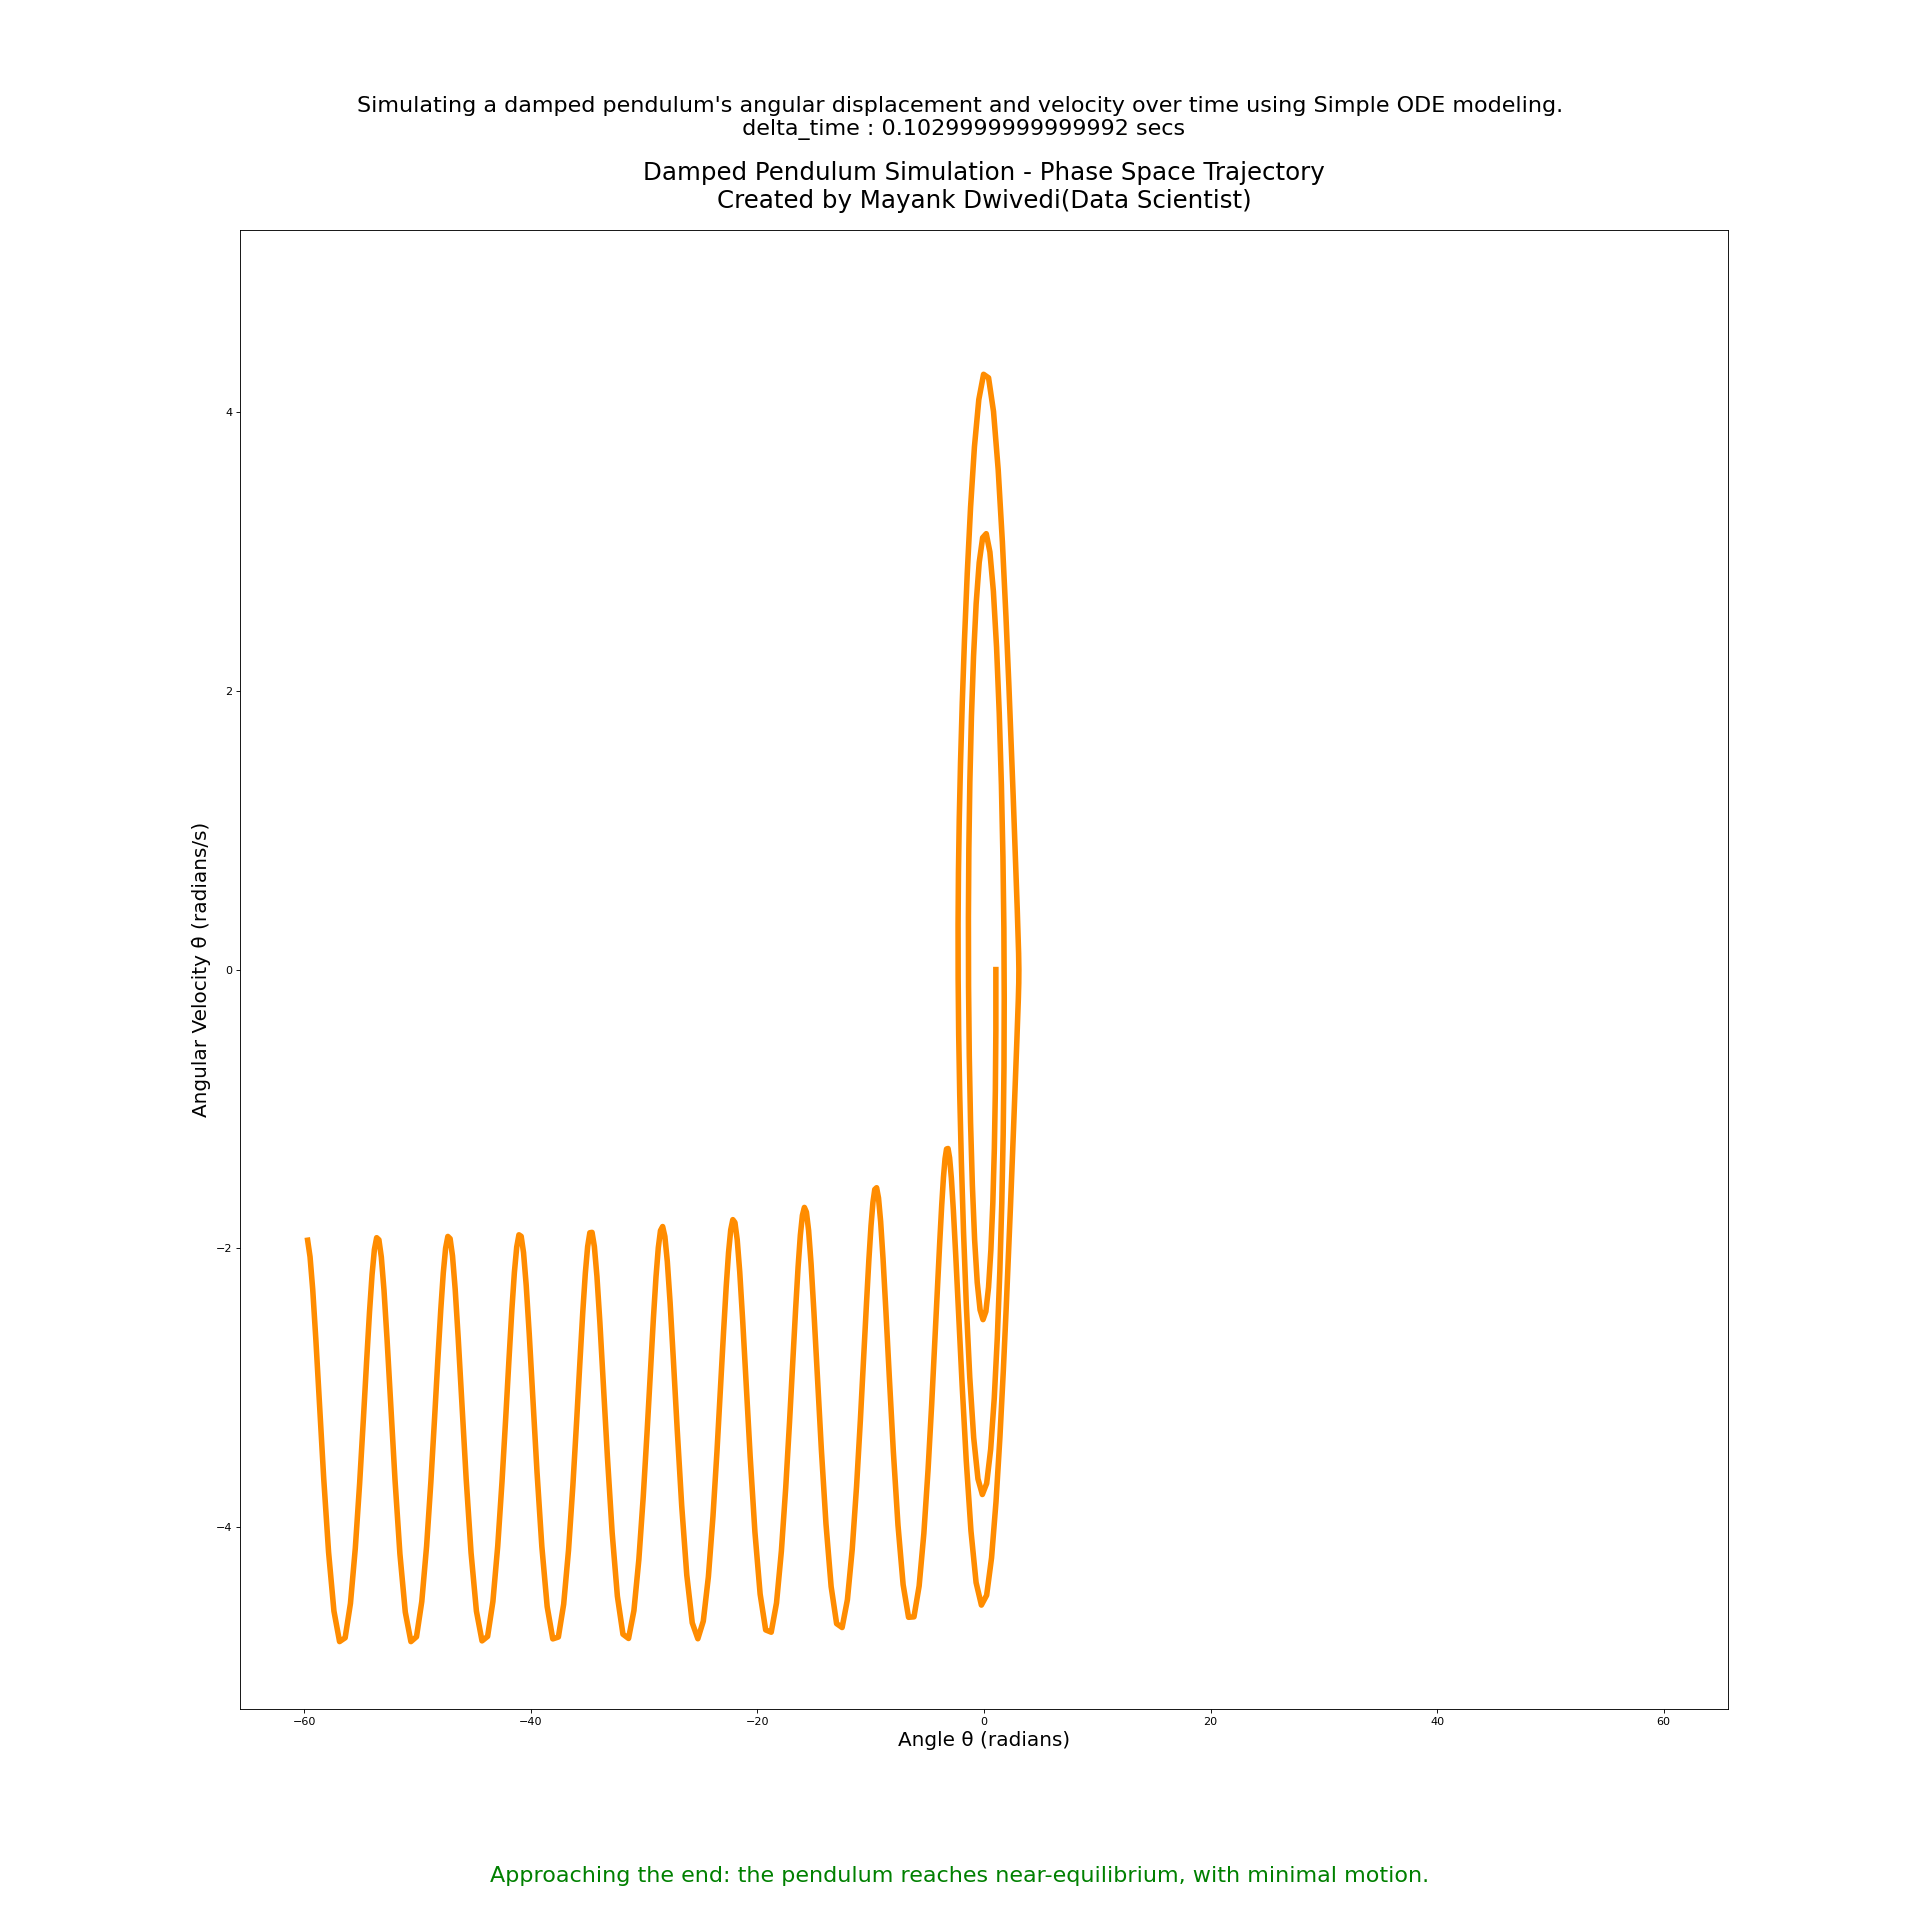 Simulating a damped pendulum's angular displacement and velocity over time using Simple ODE modeling.
delta_time : 0.1029999999999992 secs
Damped Pendulum Simulation - Phase Space Trajectory
Created by Mayank Dwivedi(Data Scientist)
4
2
0
−2
−4
Angular Velocity θ (radians/s)
−60
−40
−20
0
20
40
60
Angle θ (radians)
Approaching the end: the pendulum reaches near-equilibrium, with minimal motion.